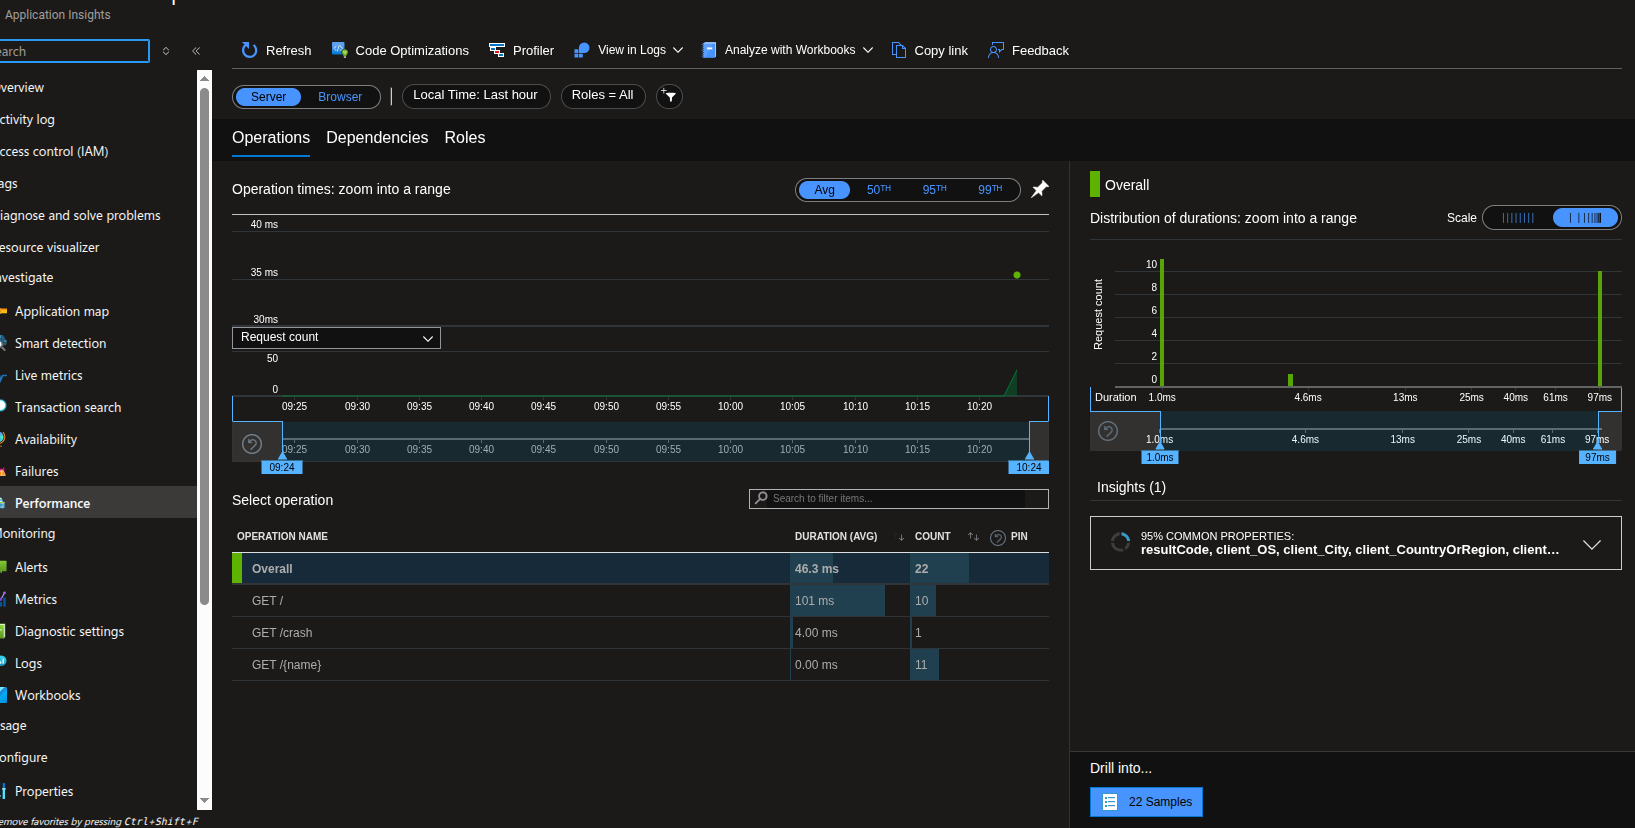 Application Insights
earch
Refresh
Code Optimizations
Profiler
View in Logs
Analyze with Workbooks
Copy link
Feedback
verview
ctivity log
ccess control (IAM)
ags
iagnose and solve problems
esource visualizer
nvestigate
Application map
Smart detection
Live metrics
Transaction search
Availability
Failures
Performance
onitoring
Alerts
Metrics
Diagnostic settings
Logs
Workbooks
sage
onfigure
Properties
emove favorites by pressing Ctrl+Shift+F
Server Browser | Local Time: Last hour Roles = All
Operations Dependencies Roles
Operation times: zoom into a range
Avg 50TH 95TH 99TH
40 ms
35 ms
30ms
Request count
50
0
09:25 09:30 09:35 09:40 09:45 09:50 09:55 10:00 10:05 10:10 10:15 10:20
09:25 09:30 09:35 09:40 09:45 09:50 09:55 10:00 10:05 10:10 10:15 10:20
09:24 10:24
Select operation
Search to filter items...
OPERATION NAME DURATION (AVG) COUNT PIN
Overall 46.3 ms 22
GET / 101 ms 10
GET /crash 4.00 ms 1
GET /{name} 0.00 ms 11
Overall
Distribution of durations: zoom into a range
Scale
Request count
10
8
6
4
2
0
Duration 1.0ms 4.6ms 13ms 25ms 40ms 61ms 97ms
1.0ms 4.6ms 13ms 25ms 40ms 61ms 97ms
1.0ms 97ms
Insights (1)
95% COMMON PROPERTIES:
resultCode, client_OS, client_City, client_CountryOrRegion, client...
Drill into...
22 Samples